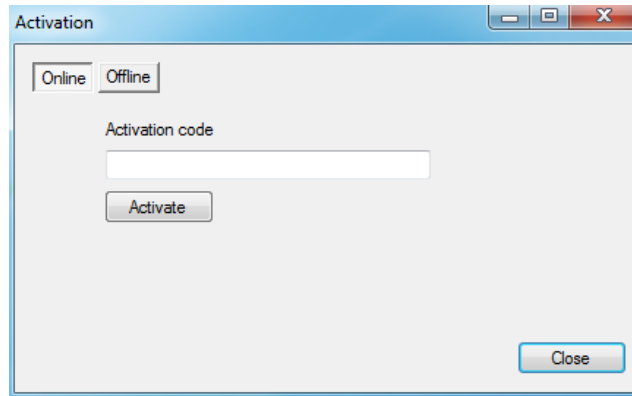 Activation
Online Offline
Activation code
Activate
Close